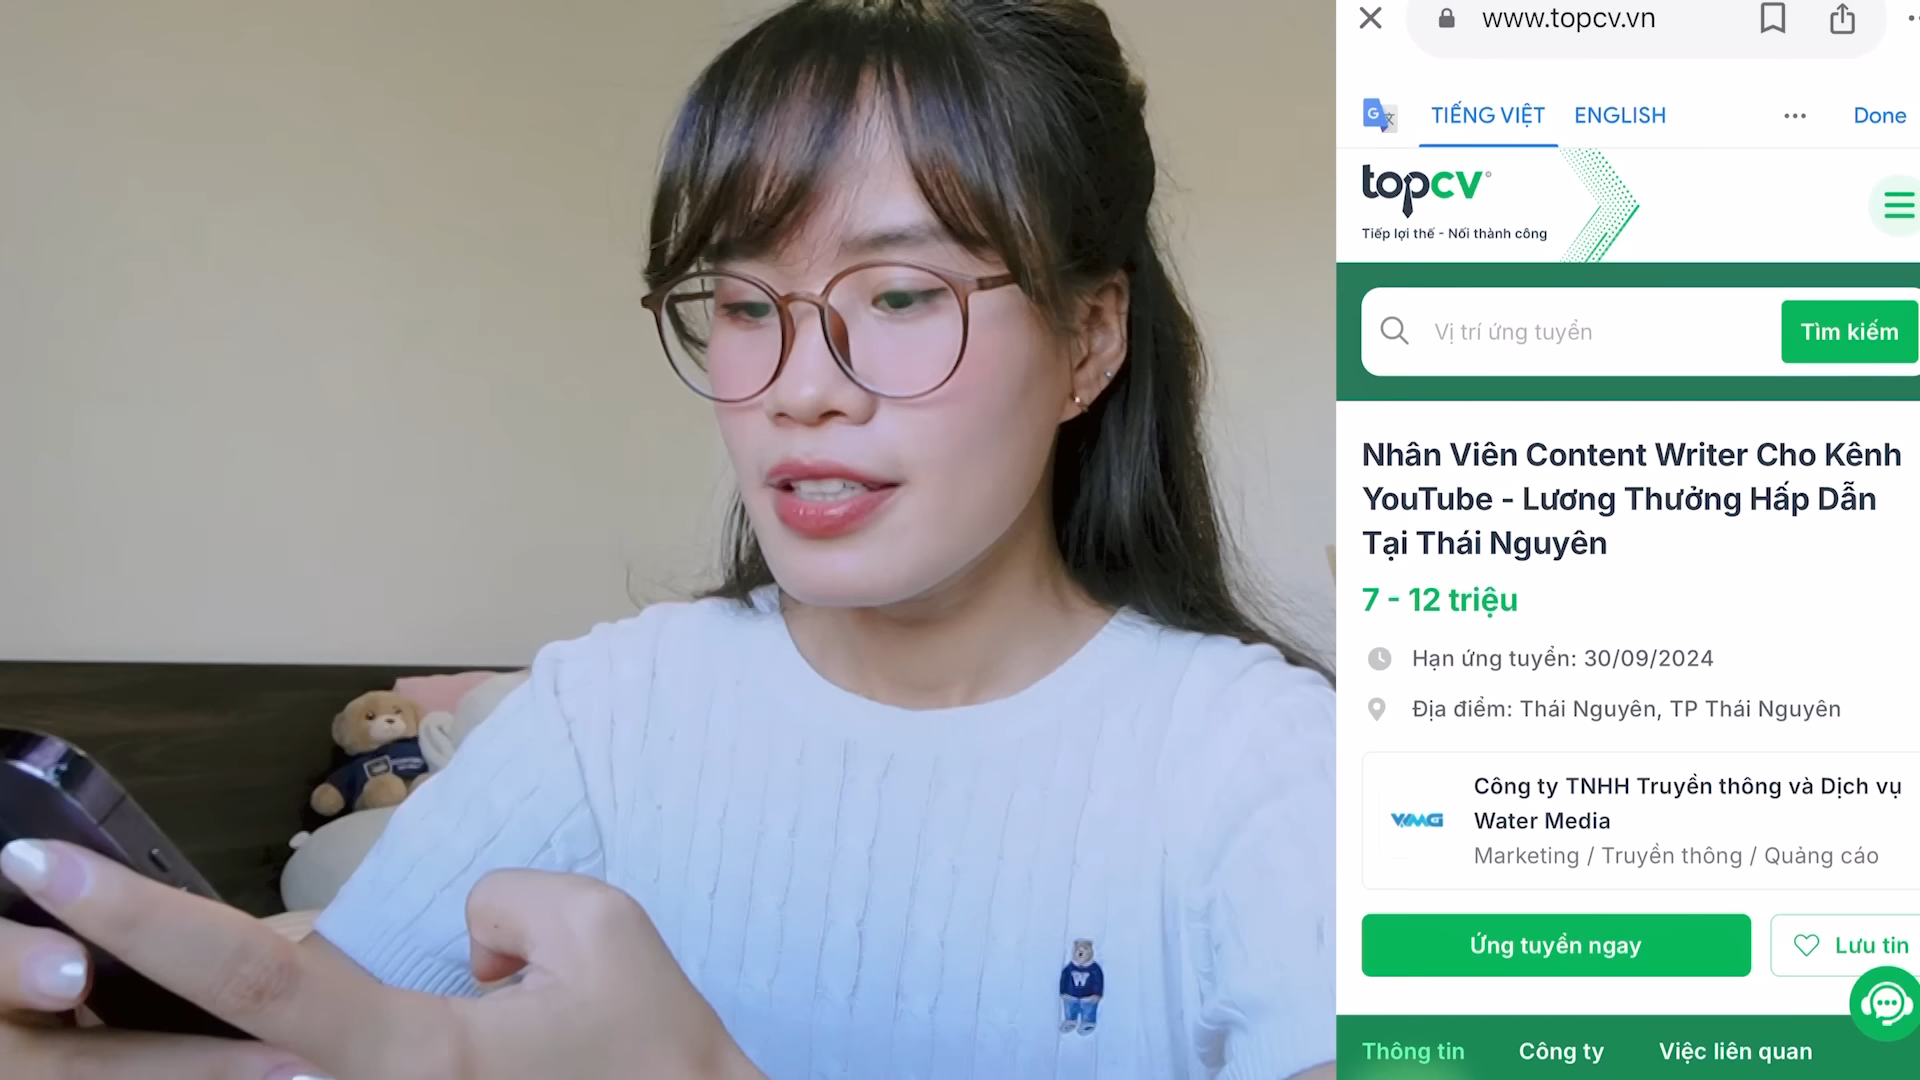 www.topcv.vn
TIẾNG VIỆT ENGLISH Done
topcv
Tiếp lợi thế - Nối thành công
Vị trí ứng tuyển
Tìm kiếm
Nhân Viên Content Writer Cho Kênh
YouTube - Lương Thưởng Hấp Dẫn
Tại Thái Nguyên
7 - 12 triệu
Hạn ứng tuyển: 30/09/2024
Địa điểm: Thái Nguyên, TP Thái Nguyên
WMG
Công ty TNHH Truyền thông và Dịch vụ
Water Media
Marketing / Truyền thông / Quảng cáo
Ứng tuyển ngay
Lưu tin
Thông tin Công ty Việc liên quan
W